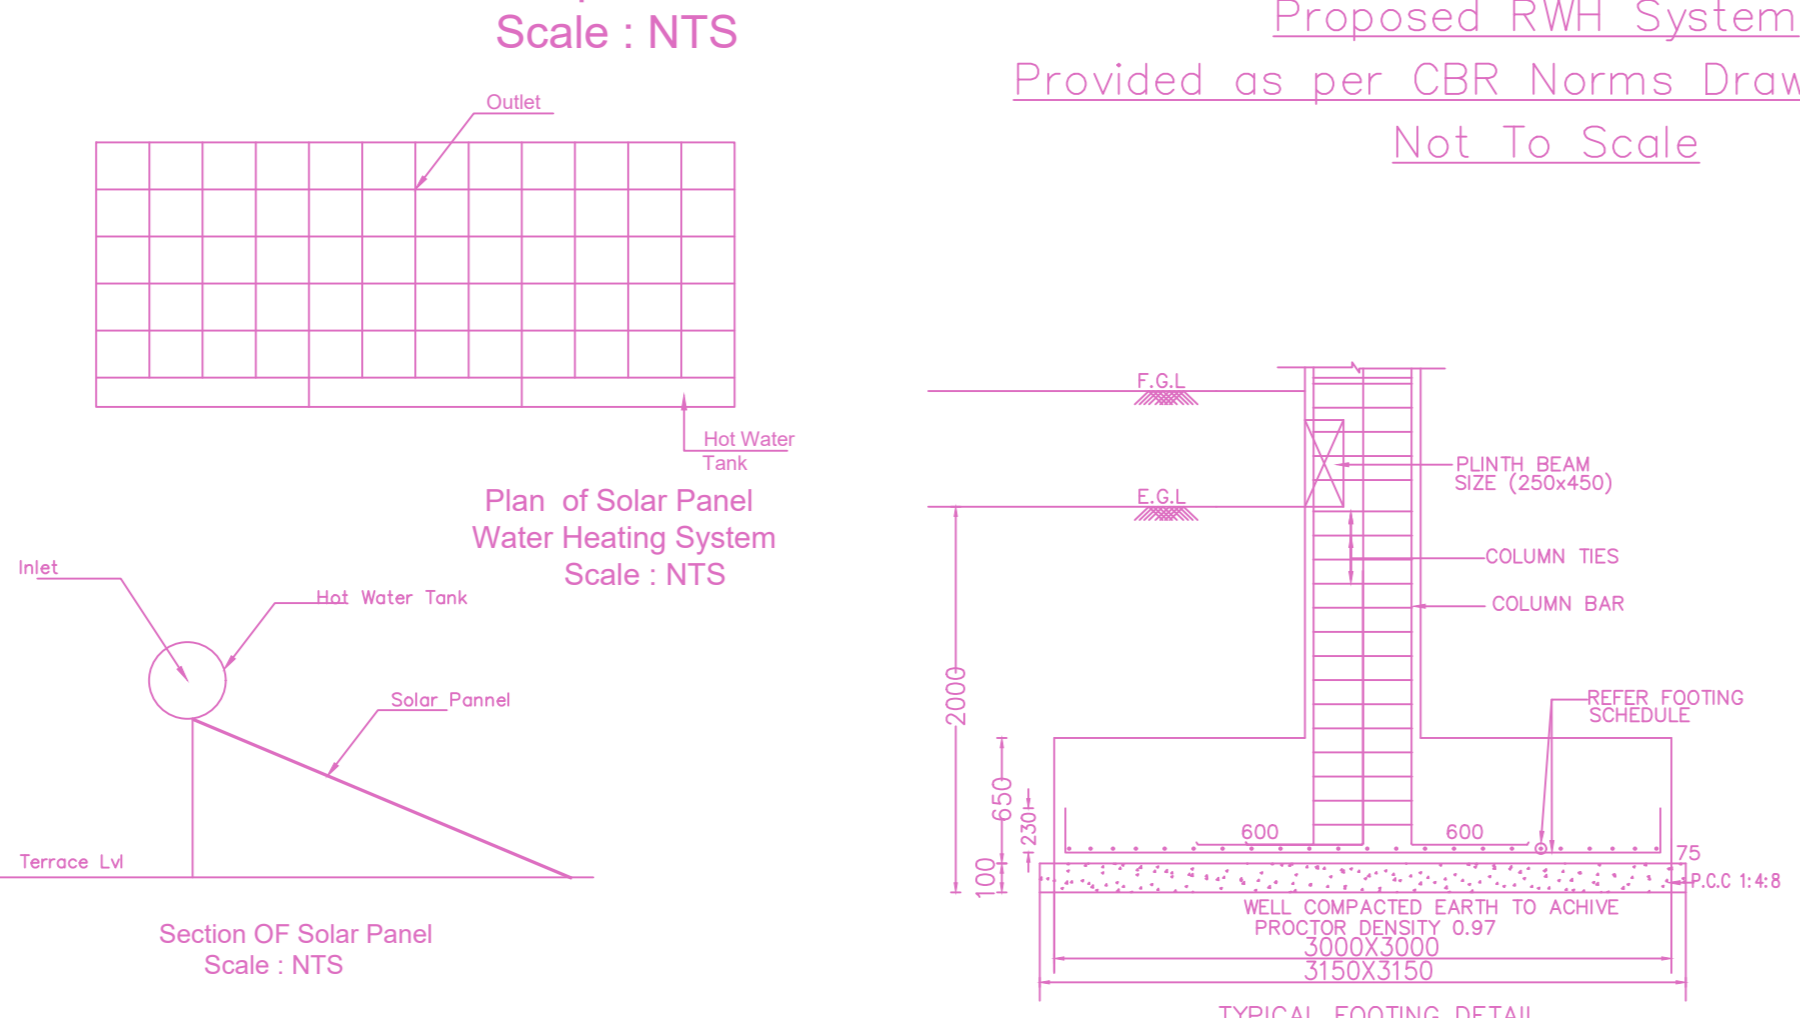 Scale : NTS
Outlet
Hot Water
Tank
Plan of Solar Panel
Water Heating System
Scale : NTS
Inlet
Hot Water Tank
Solar Pannel
Terrace Lvl
Section OF Solar Panel
Scale : NTS
Proposed RWH System
Provided as per CBR Norms
Not To Scale
F.G.L
PLINTH BEAM
SIZE (250x450)
E.G.L
COLUMN TIES
COLUMN BAR
2000
REFER FOOTING
SCHEDULE
650
230
600
600
75
100
P.C.C 1:4:8
WELL COMPACTED EARTH TO ACHIVE
PROCTOR DENSITY 0.97
3000X3000
3150X3150
TYPICAL FOOTING DETAIL